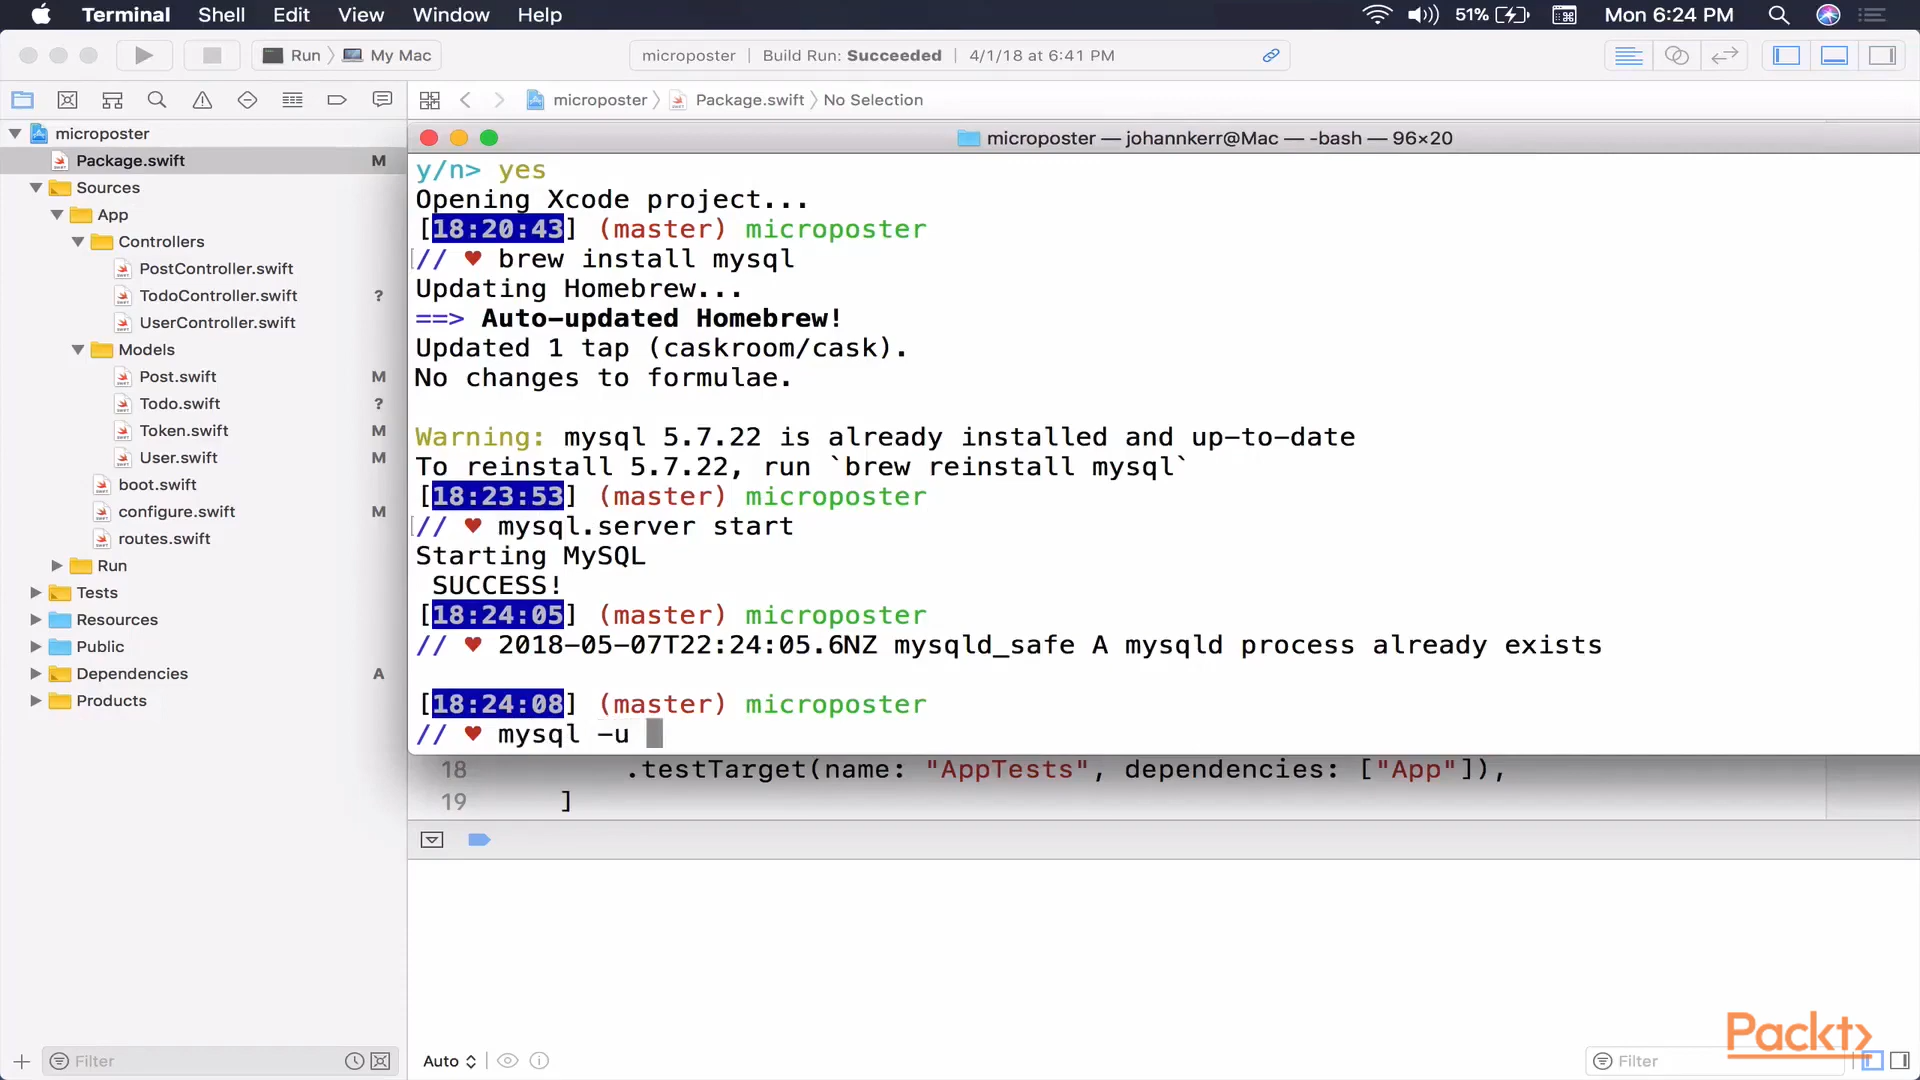 Terminal Shell Edit View Window Help 51% Mon 6:24 PM
Run My Mac microposter Build Run: Succeeded 4/1/18 at 6:41 PM
microposter Package.swift No Selection
microposter
Package.swift M
Sources
App
Controllers
PostController.swift
TodoController.swift ?
UserController.swift
Models
Post.swift M
Todo.swift ?
Token.swift M
User.swift M
boot.swift
configure.swift M
routes.swift
Run
Tests
Resources
Public
Dependencies A
Products
Filter
microposter — johannkerr@Mac — -bash — 96×20
y/n> yes
Opening Xcode project...
[18:20:43] (master) microposter
[// ♥ brew install mysql
Updating Homebrew...
==> Auto-updated Homebrew!
Updated 1 tap (caskroom/cask).
No changes to formulae.
Warning: mysql 5.7.22 is already installed and up-to-date
To reinstall 5.7.22, run `brew reinstall mysql`
[18:23:53] (master) microposter
[// ♥ mysql.server start
Starting MySQL
SUCCESS!
[18:24:05] (master) microposter
// ♥ 2018-05-07T22:24:05.6NZ mysqld_safe A mysqld process already exists
[18:24:08] (master) microposter
// ♥ mysql -u
18 .testTarget(name: "AppTests", dependencies: ["App"]),
19 ]
Auto
Filter
Packt>